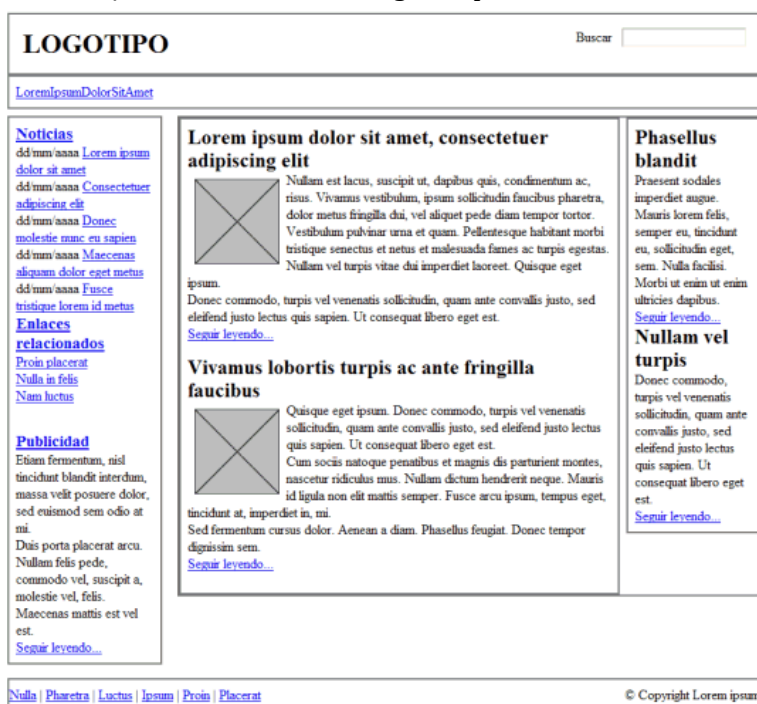 LOGOTIPO
Buscar
LoremIpsumDolorSitAmet
Noticias
dd/mm/aaaa Lorem ipsum
dolor sit amet
dd/mm/aaaa Consectetuer
adipiscing elit
dd/mm/aaaa Donec
molestie nunc eu sapien
dd/mm/aaaa Maecenas
aliquam dolor eget metus
dd/mm/aaaa Fusce
tristique lorem id metus
Enlaces
relacionados
Proin placerat
Nulla in felis
Nam luctus
Publicidad
Etiam fermentum, nisl
tincidunt blandit interdum,
massa velit posuere dolor,
sed euismod sem odio at
mi.
Duis porta placerat arcu.
Nullam felis pede,
commodo vel, suscipit a,
molestie vel, felis.
Maecenas mattis est vel
est.
Seguir leyendo...
Lorem ipsum dolor sit amet, consectetuer
adipiscing elit
Nullam est lacus, suscipit ut, dapibus quis, condimentum ac,
risus. Vivamus vestibulum, ipsum sollicitudin faucibus pharetra,
dolor metus fringilla dui, vel aliquet pede diam tempor tortor.
Vestibulum pulvinar urna et quam. Pellentesque habitant morbi
tristique senectus et netus et malesuada fames ac turpis egestas.
Nullam vel turpis vitae dui imperdiet laoreet. Quisque eget
ipsum.
Donec commodo, turpis vel venenatis sollicitudin, quam ante convallis justo, sed
eleifend justo lectus quis sapien. Ut consequat libero eget est.
Seguir leyendo...
Vivamus lobortis turpis ac ante fringilla
faucibus
Quisque eget ipsum. Donec commodo, turpis vel venenatis
sollicitudin, quam ante convallis justo, sed eleifend justo lectus
quis sapien. Ut consequat libero eget est.
Cum sociis natoque penatibus et magnis dis parturient montes,
nascetur ridiculus mus. Nullam dictum hendrerit neque. Mauris
id ligula non elit mattis semper. Fusce arcu ipsum, tempus eget,
tincidunt at, imperdiet in, mi.
Sed fermentum cursus dolor. Aenean a diam. Phasellus feugiat. Donec tempor
dignissim sem.
Seguir leyendo...
Phasellus
blandit
Praesent sodales
imperdiet augue.
Mauris lorem felis,
semper eu, tincidunt
eu, sollicitudin eget,
sem. Nulla facilisi.
Morbi ut enim ut enim
ultricies dapibus.
Seguir leyendo...
Nullam vel
turpis
Donec commodo,
turpis vel venenatis
sollicitudin, quam ante
convallis justo, sed
eleifend justo lectus
quis sapien. Ut
consequat libero eget
est.
Seguir leyendo...
Nulla | Pharetra | Luctus | Ipsum | Proin | Placerat
© Copyright Lorem ipsum